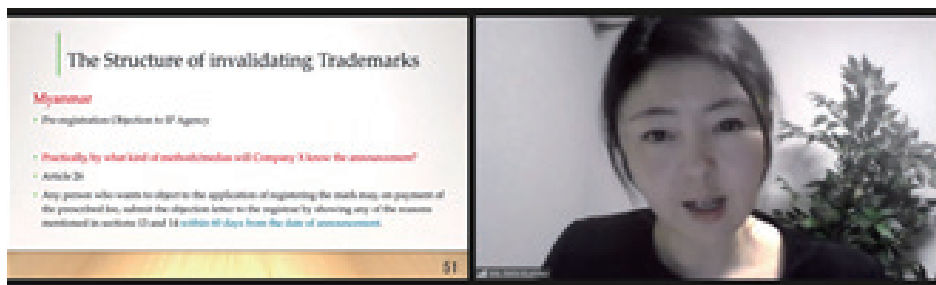 The Structure of invalidating Trademarks
Myanmar
Pre-registration Objection to IP Agency
Practically, by what kind of methods/medias will Company X know the announcement?
Article 26
Any person who wants to object to the application of registering the mark may, on payment of
the prescribed fee, submit the objection letter to the registrar by showing any of the reasons
mentioned in sections 13 and 14 within 60 days from the date of announcement.
51